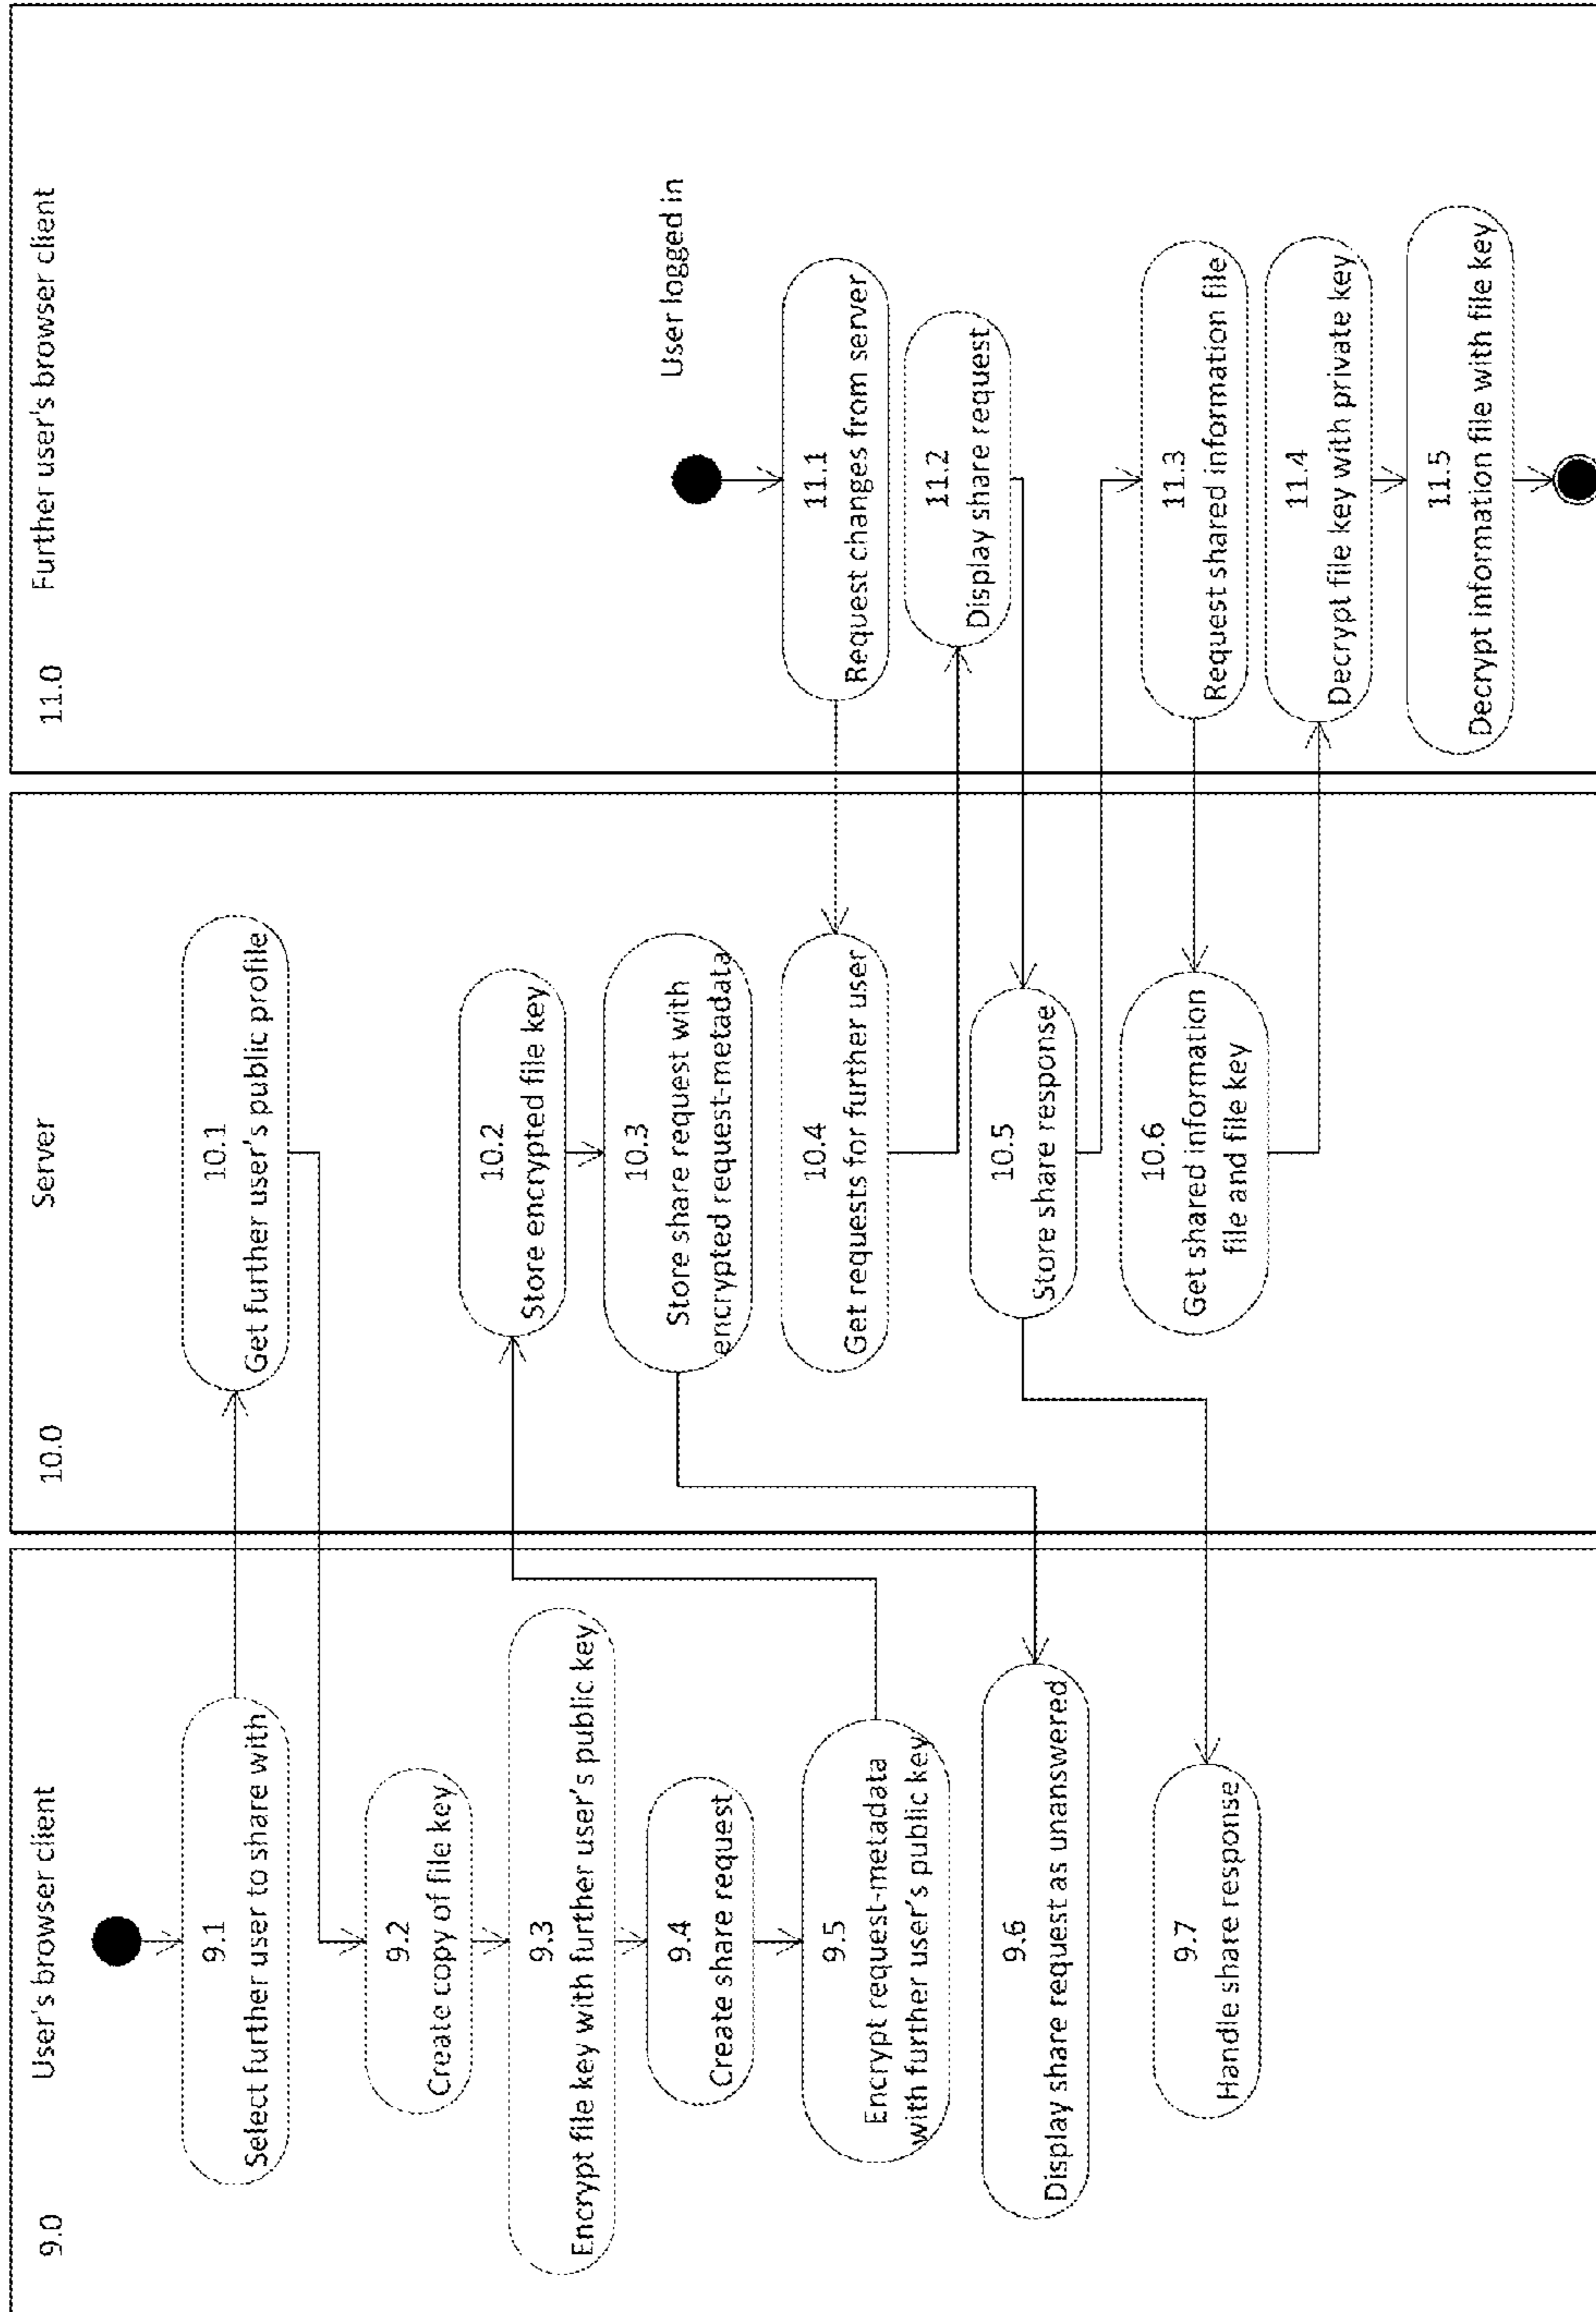 9.0
User's browser client
9.1
Select further user to share with
9.2
Create copy of file key
9.3
Encrypt file key with further user's public key
9.4
Create share request
9.5
Encrypt request-metadata
with further user's public key
9.6
Display share request as unanswered
9.7
Handle share response
10.0
Server
10.1
Get further user's public profile
10.2
Store encrypted file key
10.3
Store share request with
encrypted request-metadata
10.4
Get requests for further user
10.5
Store share response
10.6
Get shared information
file and file key
11.0
Further user's browser client
User logged in
11.1
Request changes from server
11.2
Display share request
11.3
Request shared information file
11.4
Decrypt file key with private key
11.5
Decrypt information file with file key